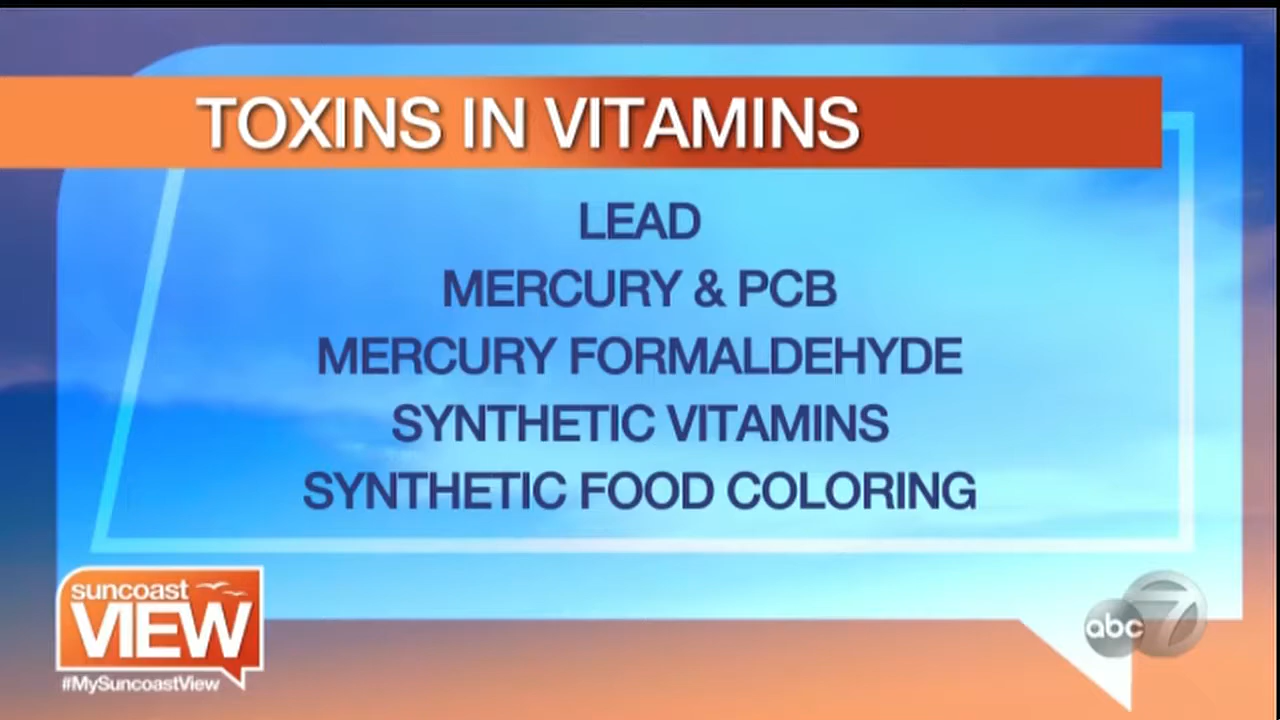 TOXINS IN VITAMINS
LEAD
MERCURY & PCB
MERCURY FORMALDEHYDE
SYNTHETIC VITAMINS
SYNTHETIC FOOD COLORING
suncoast
VIEW
#MySuncoastView
abc 7